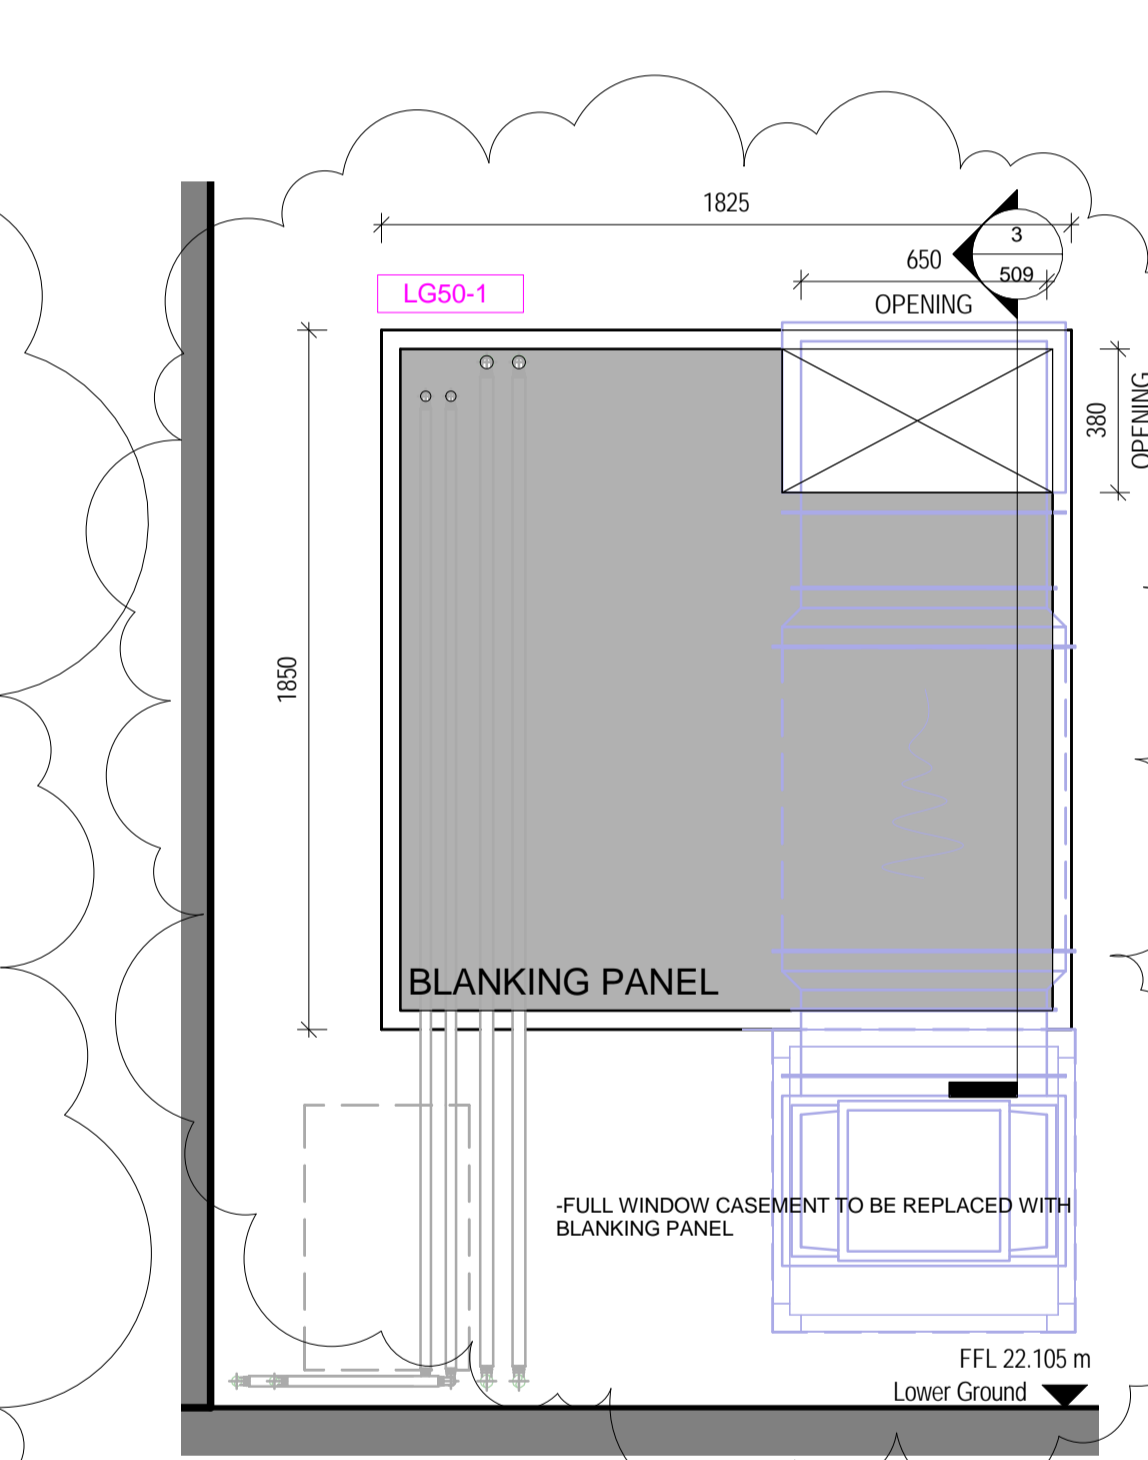 1825
3
650
509
OPENING
LG50-1
380
OPENING
1850
BLANKING PANEL
-FULL WINDOW CASEMENT TO BE REPLACED WITH
BLANKING PANEL
FFL 22.105 m
Lower Ground